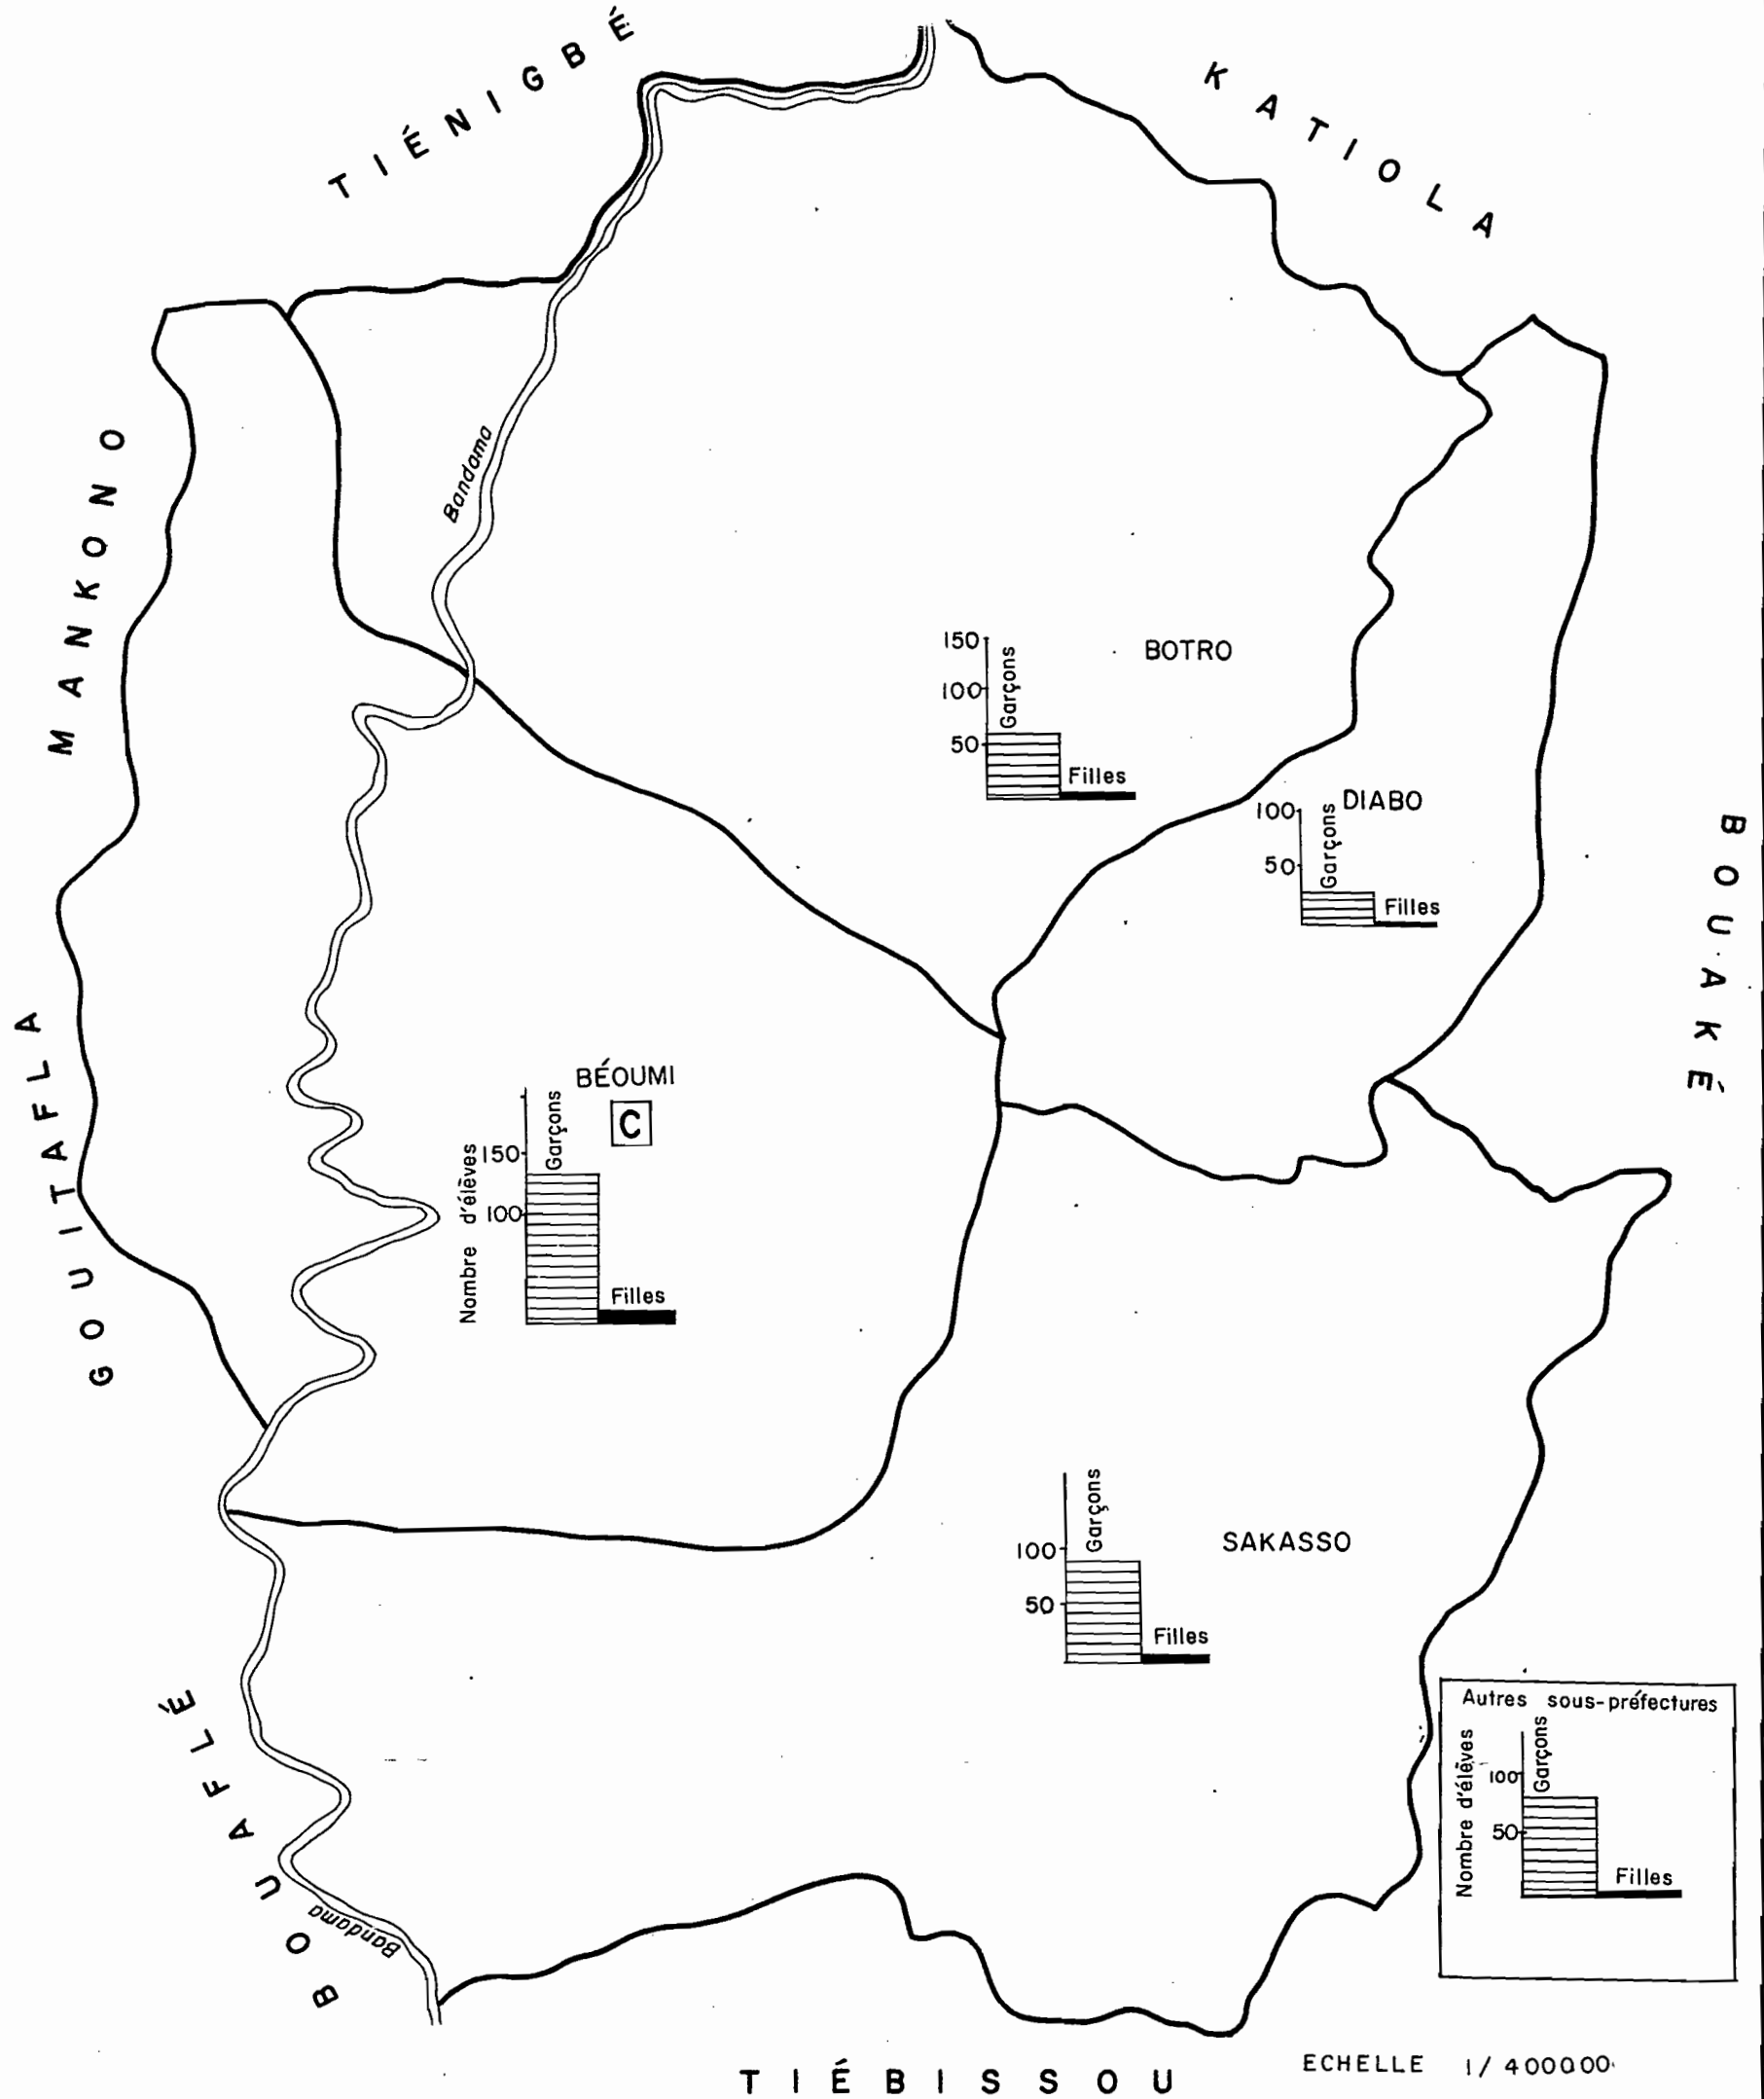 TIÉNIGBÉ
KATIOLA
MANKONO
Bandama
150
100
50
Garçons
Filles
BOTRO
DIABO
100
50
Garçons
Filles
BOUAKÉ
GOUITAFLA
BÉOUMI
C
Nombre d'élèves
150
100
Garçons
Filles
SAKASSO
100
50
Garçons
Filles
Autres sous-préfectures
Nombre d'élèves
100
50
Garçons
Filles
BOUAFLÉ
Bandama
TIÉBISSOU
ECHELLE 1/400000